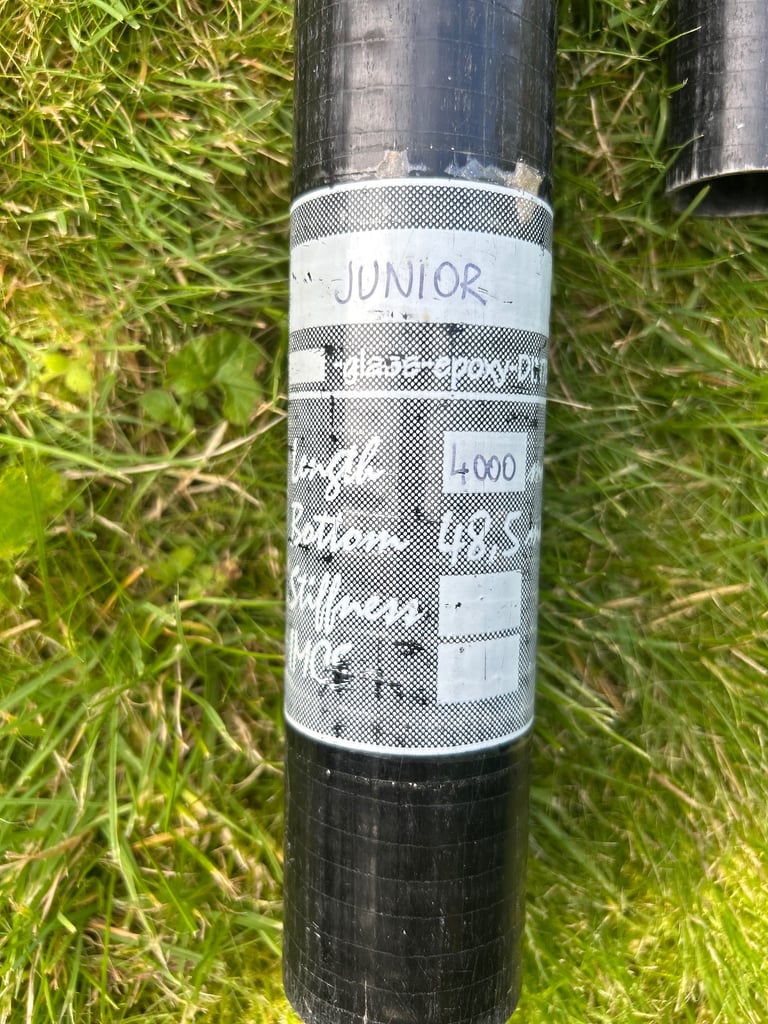 JUNIOR
-glass-epoxy-
Length 4000
Bottom 48,5
Stiffness
IMCS